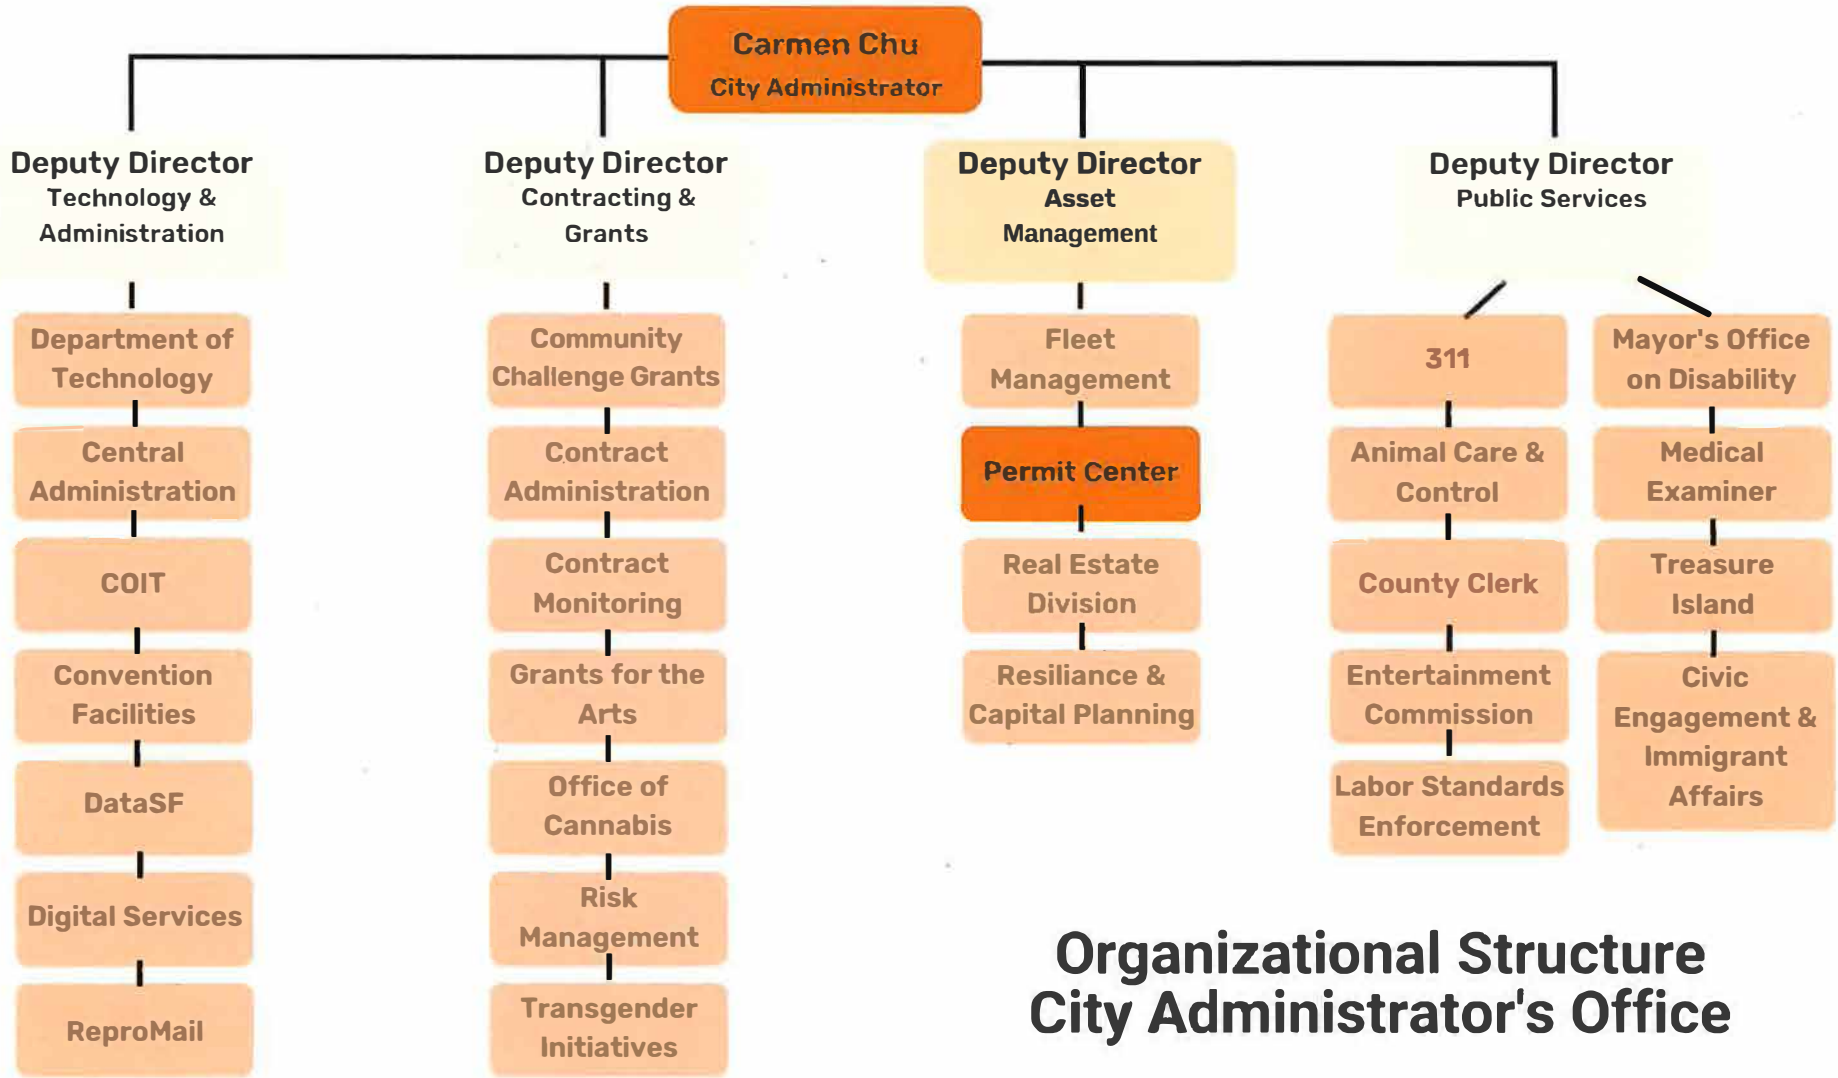 Carmen Chu
City Administrator
Deputy Director
Technology &
Administration
Department of
Technology
Central
Administration
COIT
Convention
Facilities
DataSF
Digital Services
ReproMail
Deputy Director
Contracting &
Grants
Community
Challenge Grants
Contract
Administration
Contract
Monitoring
Grants for the
Arts
Office of
Cannabis
Risk
Management
Transgender
Initiatives
Deputy Director
Asset
Management
Fleet
Management
Permit Center
Real Estate
Division
Resiliance &
Capital Planning
Deputy Director
Public Services
311
Animal Care &
Control
County Clerk
Entertainment
Commission
Labor Standards
Enforcement
Mayor's Office
on Disability
Medical
Examiner
Treasure
Island
Civic
Engagement &
Immigrant
Affairs
Organizational Structure
City Administrator's Office